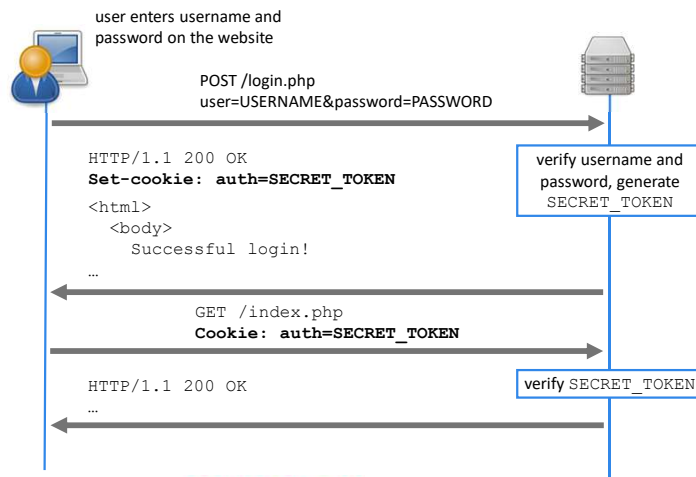 user enters username and
password on the website
POST /login.php
user=USERNAME&password=PASSWORD
HTTP/1.1 200 OK
Set-cookie: auth=SECRET_TOKEN
<html>
<body>
Successful login!
…
verify username and
password, generate
SECRET_TOKEN
GET /index.php
Cookie: auth=SECRET_TOKEN
HTTP/1.1 200 OK
…
verify SECRET_TOKEN